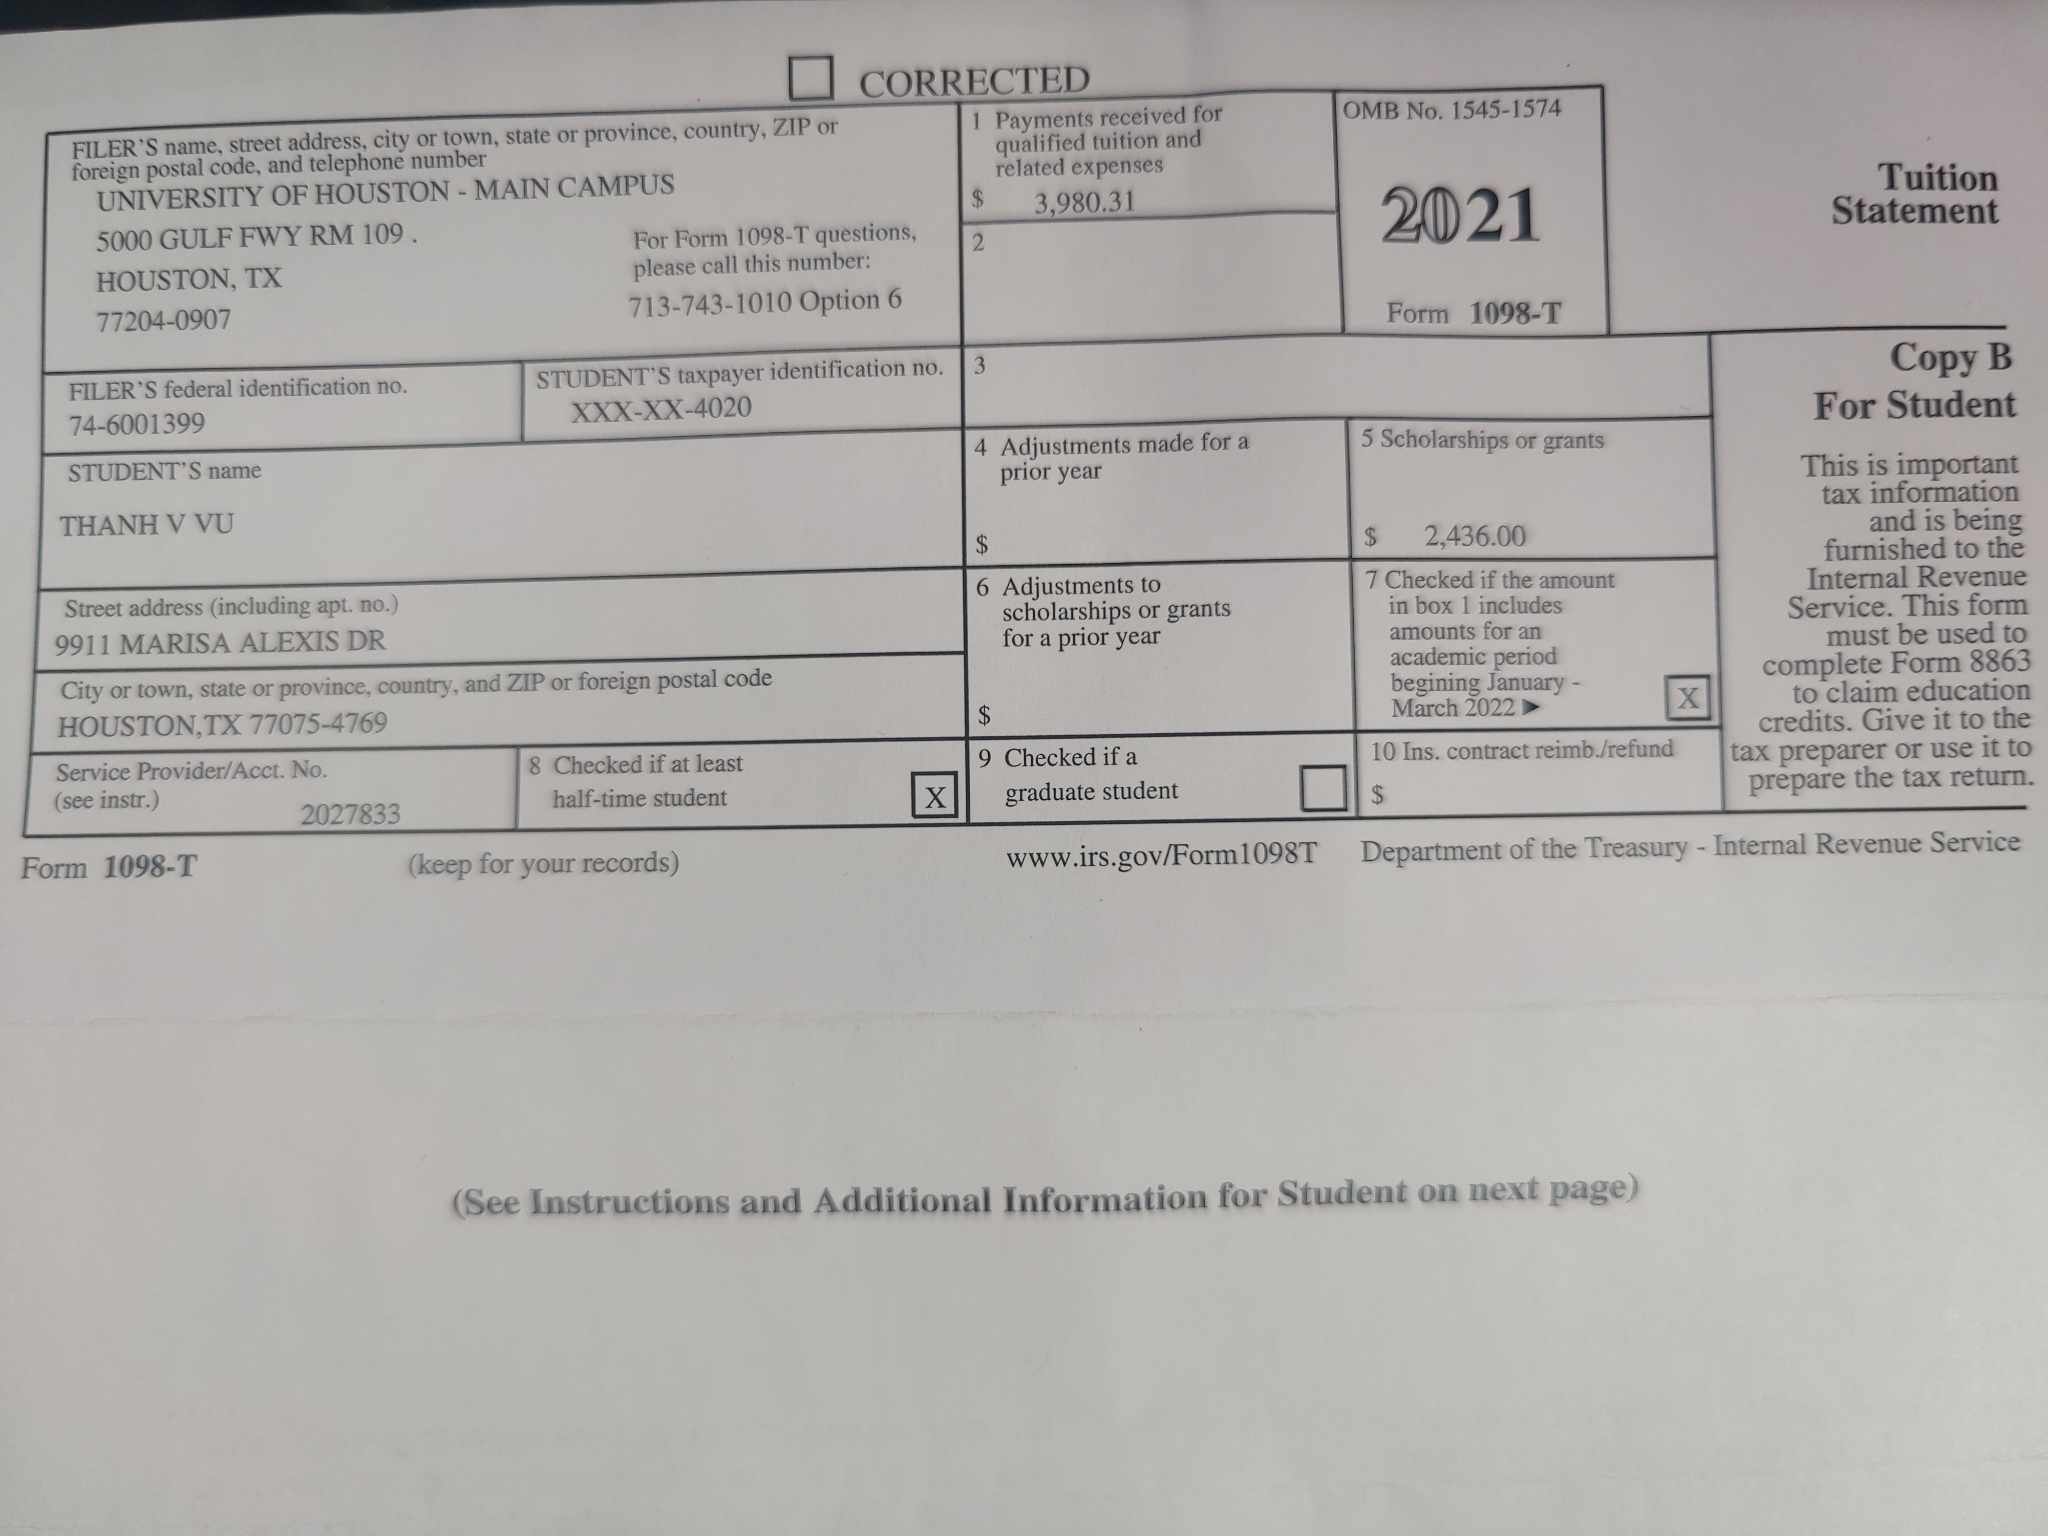 CORRECTED
FILER'S name, street address, city or town, state or province, country, ZIP or
foreign postal code, and telephone number
UNIVERSITY OF HOUSTON - MAIN CAMPUS
5000 GULF FWY RM 109 .
HOUSTON, TX
77204-0907
For Form 1098-T questions,
please call this number:
713-743-1010 Option 6
1 Payments received for
qualified tuition and
related expenses
$ 3,980.31
2
OMB No. 1545-1574
2021
Form 1098-T
Tuition
Statement
FILER'S federal identification no.
74-6001399
STUDENT'S taxpayer identification no.
XXX-XX-4020
3
Copy B
For Student
This is important
tax information
and is being
furnished to the
Internal Revenue
Service. This form
must be used to
complete Form 8863
to claim education
credits. Give it to the
tax preparer or use it to
prepare the tax return.
STUDENT'S name
THANH V VU
4 Adjustments made for a
prior year
$
5 Scholarships or grants
$ 2,436.00
Street address (including apt. no.)
9911 MARISA ALEXIS DR
6 Adjustments to
scholarships or grants
for a prior year
$
7 Checked if the amount
in box 1 includes
amounts for an
academic period
begining January -
March 2022 ▶ X
City or town, state or province, country, and ZIP or foreign postal code
HOUSTON,TX 77075-4769
Service Provider/Acct. No.
(see instr.)
2027833
8 Checked if at least
half-time student X
9 Checked if a
graduate student
10 Ins. contract reimb./refund
$
Form 1098-T (keep for your records) www.irs.gov/Form1098T Department of the Treasury - Internal Revenue Service
(See Instructions and Additional Information for Student on next page)